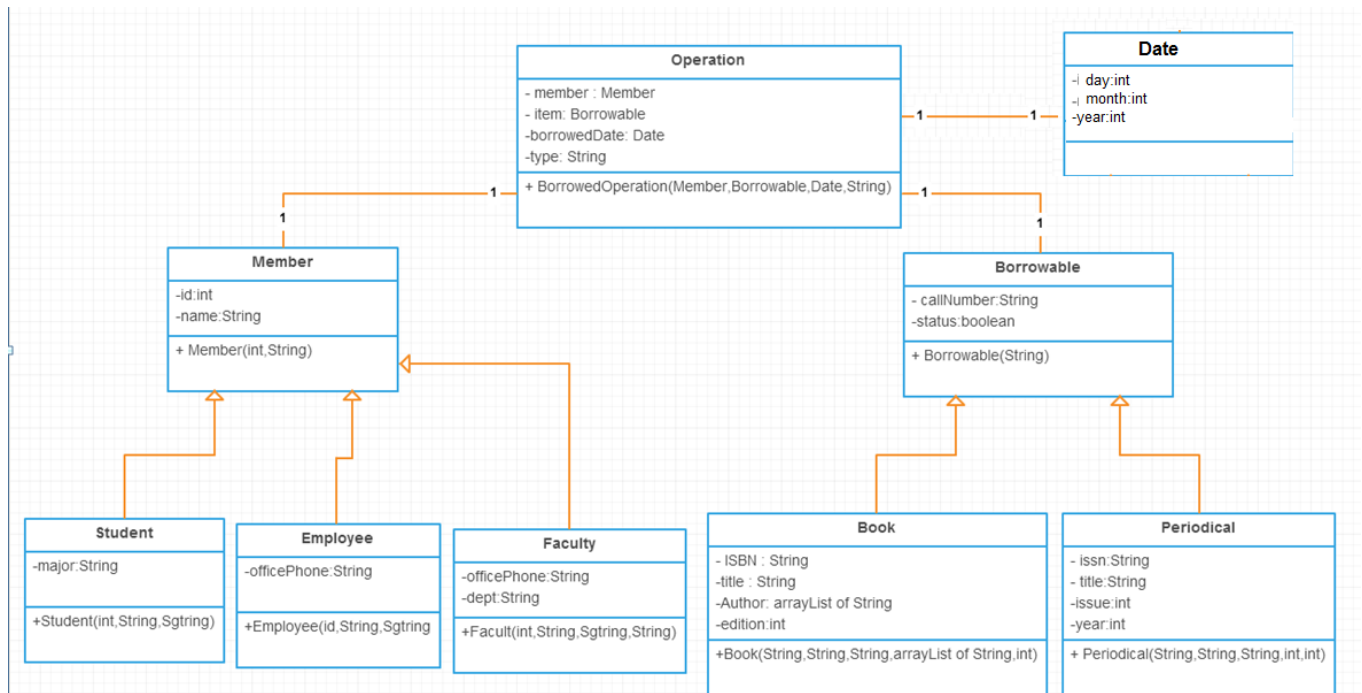 Operation
- member : Member
- item: Borrowable
-borrowedDate: Date
-type: String
+ BorrowedOperation(Member,Borrowable,Date,String)
Date
- day:int
- month:int
-year:int
1
1
1
1
1
1
Member
-id:int
-name:String
+ Member(int,String)
Borrowable
- callNumber:String
-status:boolean
+ Borrowable(String)
Student
-major:String
+Student(int,String,Sgtring)
Employee
-officePhone:String
+Employee(id,String,Sgtring
Faculty
-officePhone:String
-dept:String
+Facult(int,String,Sgtring,String)
Book
- ISBN : String
-title : String
-Author: arrayList of String
-edition:int
+Book(String,String,String,arrayList of String,int)
Periodical
- issn:String
- title:String
-issue:int
-year:int
+ Periodical(String,String,String,int,int)